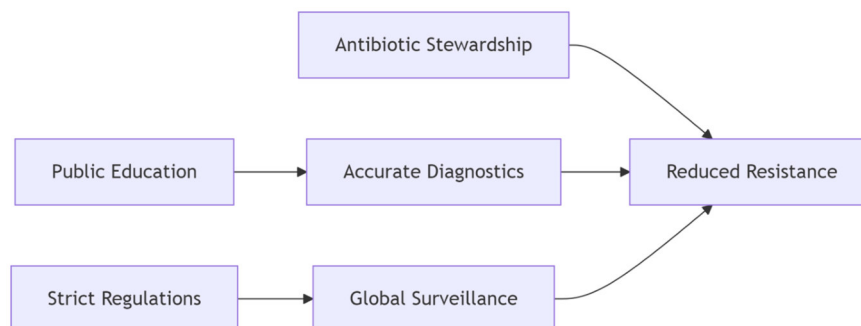 Antibiotic Stewardship
Public Education
Accurate Diagnostics
Reduced Resistance
Strict Regulations
Global Surveillance